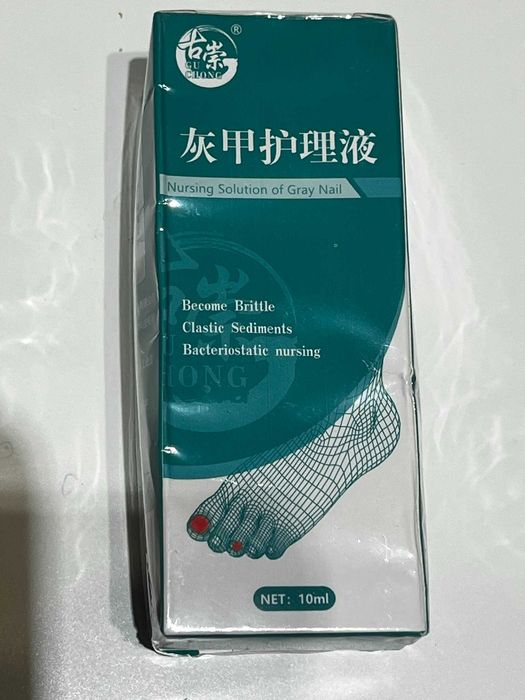 古崇®
GU
CHONG
灰甲护理液
Nursing Solution of Gray Nail
Become Brittle
Clastic Sediments
Bacteriostatic nursing
NET: 10ml